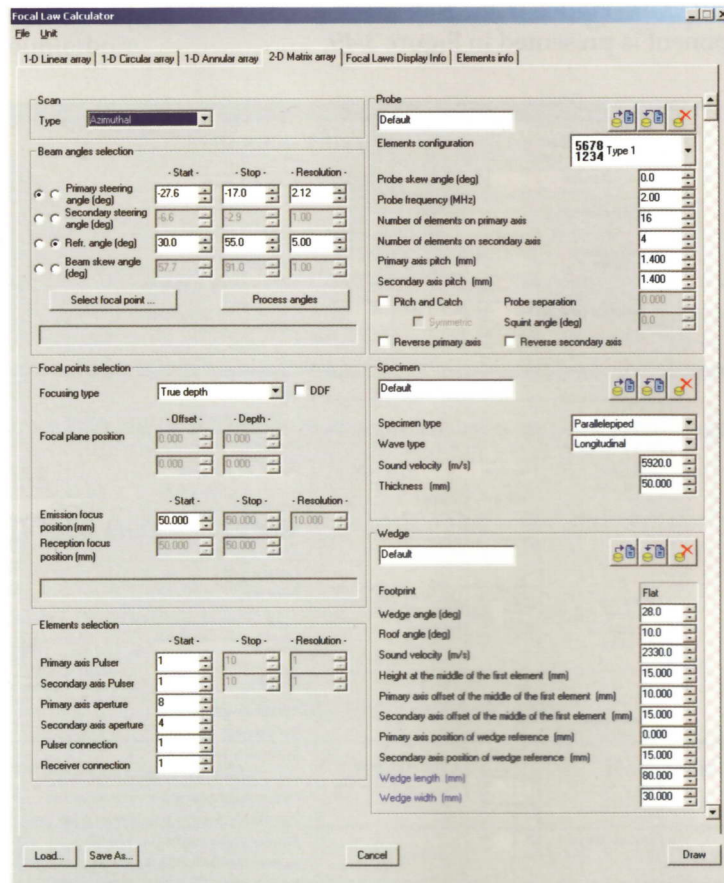 Focal Law Calculator
File Unit
1-D Linear array 1-D Circular array 1-D Annular array 2-D Matrix array Focal Laws Display Info Elements info
Scan
Type Azimuthal
Beam angles selection
- Start - - Stop - - Resolution -
Primary steering angle (deg) -27.6 -17.0 2.12
Secondary steering angle (deg) -6.6 -2.9 1.00
Refr. angle (deg) 30.0 55.0 5.00
Beam skew angle (deg) 57.7 91.0 1.00
Select focal point ... Process angles
Focal points selection
Focusing type True depth DDF
- Offset - - Depth -
Focal plane position 0.000 0.000
0.000 0.000
- Start - - Stop - - Resolution -
Emission focus position (mm) 50.000 50.000 10.000
Reception focus position (mm) 50.000 50.000
Elements selection
- Start - - Stop - - Resolution -
Primary axis Pulser 1 10 1
Secondary axis Pulser 1 10 1
Primary axis aperture 8
Secondary axis aperture 4
Pulser connection 1
Receiver connection 1
Probe
Default
Elements configuration 5678 1234 Type 1
Probe skew angle (deg) 0.0
Probe frequency (MHz) 2.00
Number of elements on primary axis 16
Number of elements on secondary axis 4
Primary axis pitch (mm) 1.400
Secondary axis pitch (mm) 1.400
Pitch and Catch Probe separation 0.000
Symmetric Squint angle (deg) 0.0
Reverse primary axis Reverse secondary axis
Specimen
Default
Specimen type Parallelepiped
Wave type Longitudinal
Sound velocity (m/s) 5920.0
Thickness (mm) 50.000
Wedge
Default
Footprint Flat
Wedge angle (deg) 28.0
Roof angle (deg) 10.0
Sound velocity (m/s) 2330.0
Height at the middle of the first element (mm) 15.000
Primary axis offset of the middle of the first element (mm) 10.000
Secondary axis offset of the middle of the first element (mm) 15.000
Primary axis position of wedge reference (mm) 0.000
Secondary axis position of wedge reference (mm) 15.000
Wedge length (mm) 80.000
Wedge width (mm) 30.000
Load... Save As... Cancel Draw